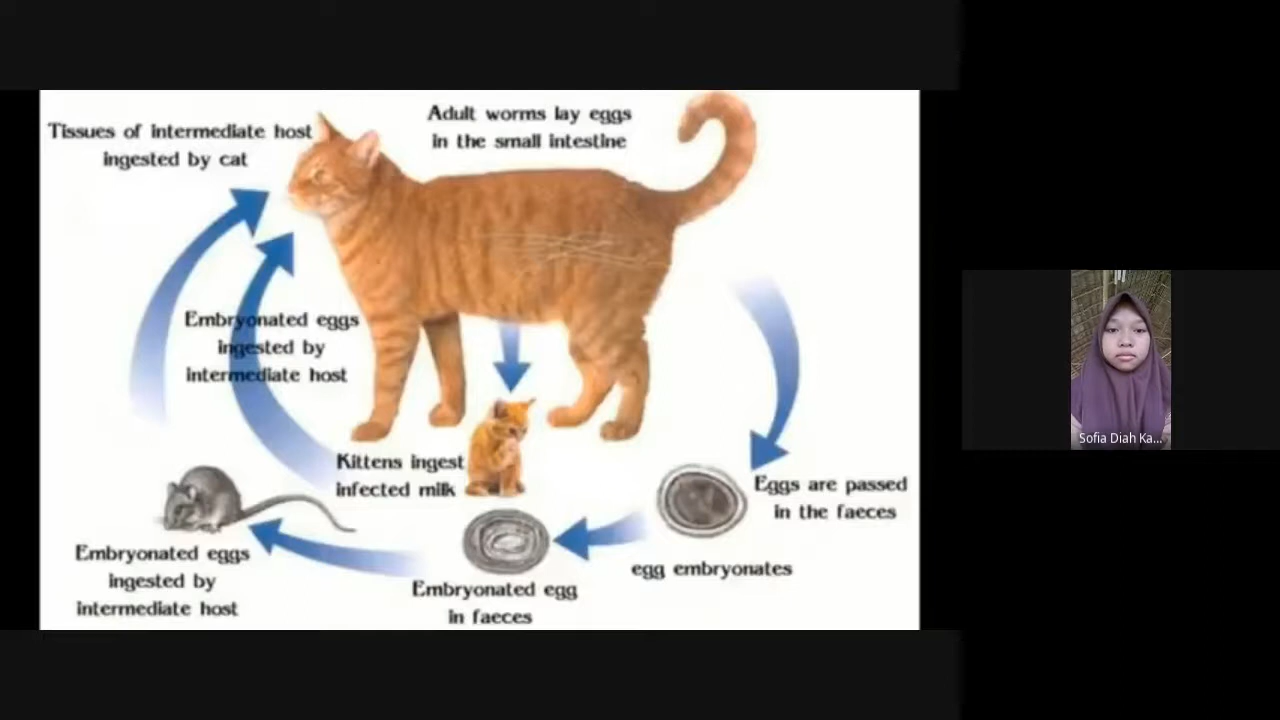 Tissues of intermediate host
ingested by cat
Adult worms lay eggs
in the small intestine
Embryonated eggs
ingested by
intermediate host
Kittens ingest
infected milk
Eggs are passed
in the faeces
egg embryonates
Embryonated egg
in faeces
Embryonated eggs
ingested by
intermediate host
Sofia Diah Ka...